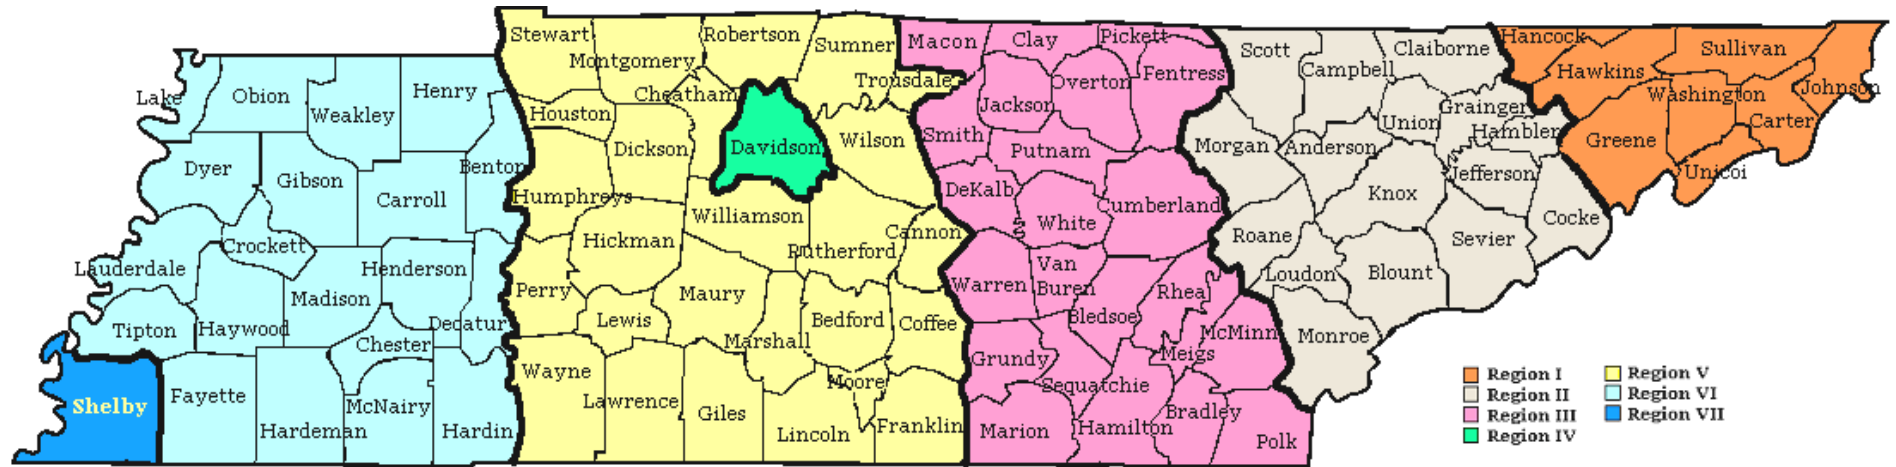 Stewart
Robertson
Sumner
Macon
Clay
Pickett
Scott
Claiborne
Hancock
Sullivan
Montgomery
Trousdale
Fentress
Campbell
Hawkins
Lake
Obion
Henry
Cheatham
Overton
Washington
Johnson
Weakley
Houston
Jackson
Grainger
Union
Hambler
Carter
Dyer
Benton
Dickson
Davidson
Wilson
Smith
Putnam
Morgan
Anderson
Greene
Gibson
Jefferson
Unicoi
Carroll
Humphreys
Williamson
DeKalb
White
Cumberland
Knox
Cocke
Crockett
Hickman
Rutherford
Cannon
Roane
Sevier
Lauderdale
Henderson
Van
Buren
Loudon
Blount
Madison
Perry
Maury
Warren
Rhea
Tipton
Haywood
Decatur
Lewis
Bedford
Coffee
Bledsoe
McMinn
Monroe
Chester
Marshall
Grundy
Meigs
Shelby
Fayette
McNairy
Wayne
Moore
Sequatchie
Hardeman
Hardin
Lawrence
Giles
Lincoln
Franklin
Marion
Hamilton
Bradley
Polk
Region I
Region II
Region III
Region IV
Region V
Region VI
Region VII